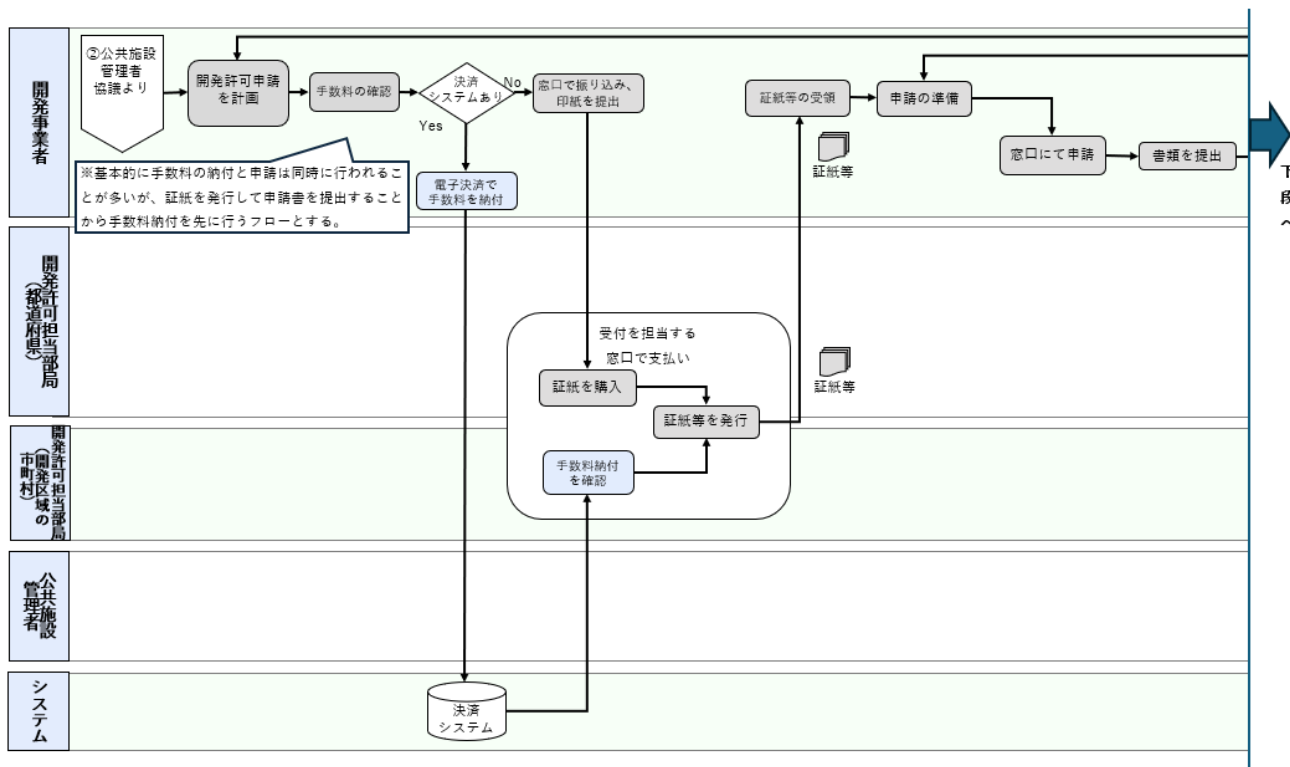 開発事業者
②公共施設
管理者
協議より
開発許可申請
を計画
手数料の確認
決済
システムあり
No
Yes
窓口で振り込み、
印紙を提出
電子決済で
手数料を納付
※基本的に手数料の納付と申請は同時に行われるこ
とが多いが、証紙を発行して申請書を提出すること
から手数料納付を先に行うフローとする。
証紙等の受領
証紙等
申請の準備
窓口にて申請
書類を提出
下
段
へ
開発許可担当部局
(都道府県)
受付を担当する
窓口で支払い
証紙を購入
証紙等を発行
証紙等
開発許可担当部局
(開発区域の
市町村)
手数料納付
を確認
公共施設
管理者
システム
決済
システム